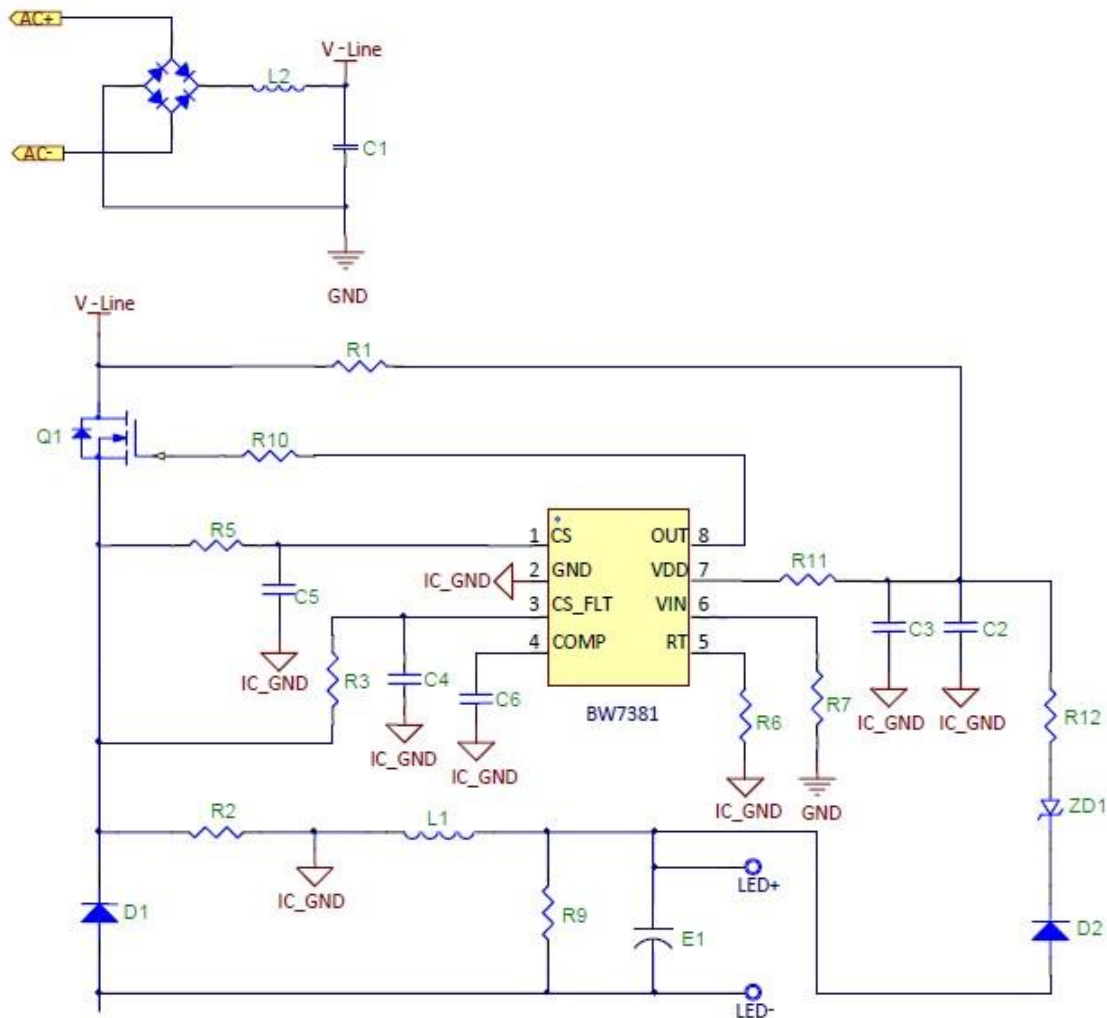 AC+
V-Line
L2
AC-
C1
GND
V-Line
R1
Q1
R10
R5
1 CS OUT 8
R11
IC_GND 2 GND VDD 7
C5
3 CS_FLT VIN 6
C3 C2
4 COMP RT 5
IC_GND
R3
C4
C6
BW7381
R6
R7
IC_GND
IC_GND
R12
IC_GND
IC_GND
IC_GND
GND
ZD1
R2
L1
IC_GND
LED+
D1
R9
E1
D2
LED-